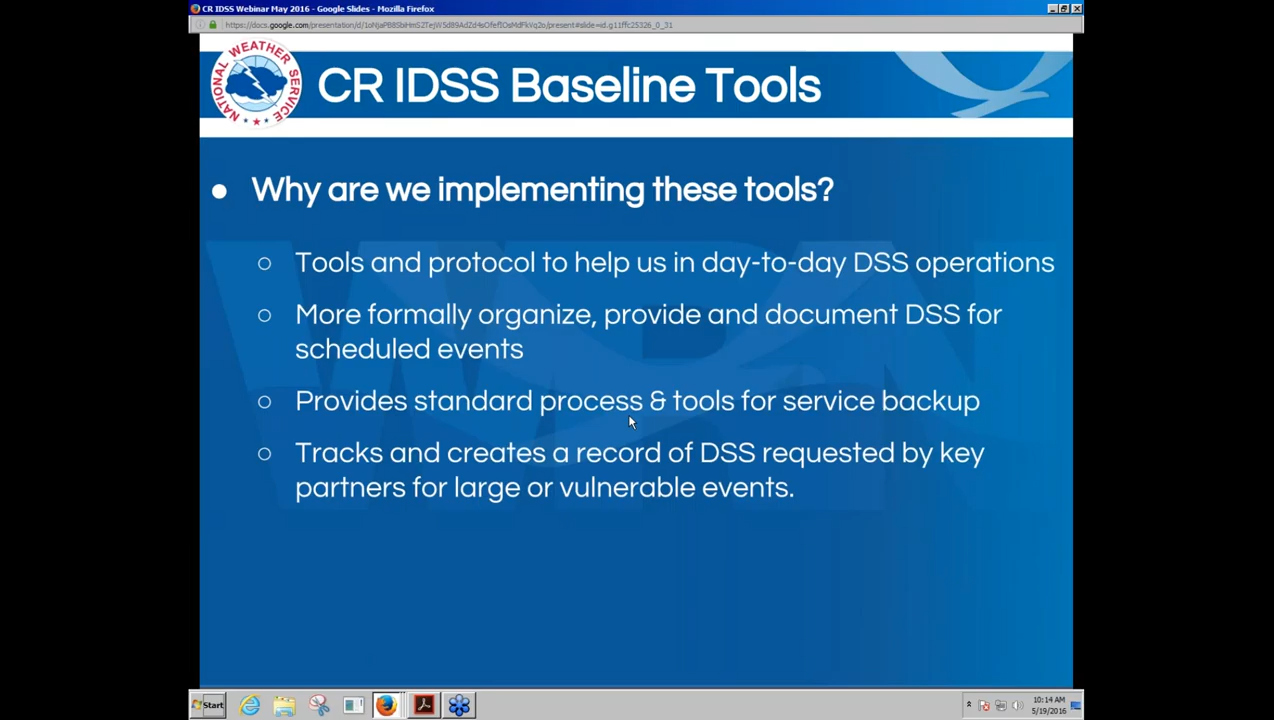 CR IDSS Webinar May 2016 - Google Slides - Mozilla Firefox
NATIONAL WEATHER SERVICE
CR IDSS Baseline Tools
● Why are we implementing these tools?
○ Tools and protocol to help us in day-to-day DSS operations
○ More formally organize, provide and document DSS for
scheduled events
○ Provides standard process & tools for service backup
○ Tracks and creates a record of DSS requested by key
partners for large or vulnerable events.
WRN
Start
10:14 AM
5/19/2016